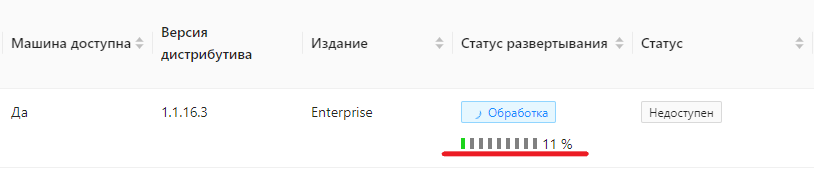 Машина доступна
Версия
дистрибутива
Издание
Статус развертывания
Статус
Да
1.1.16.3
Enterprise
Обработка
11 %
Недоступен